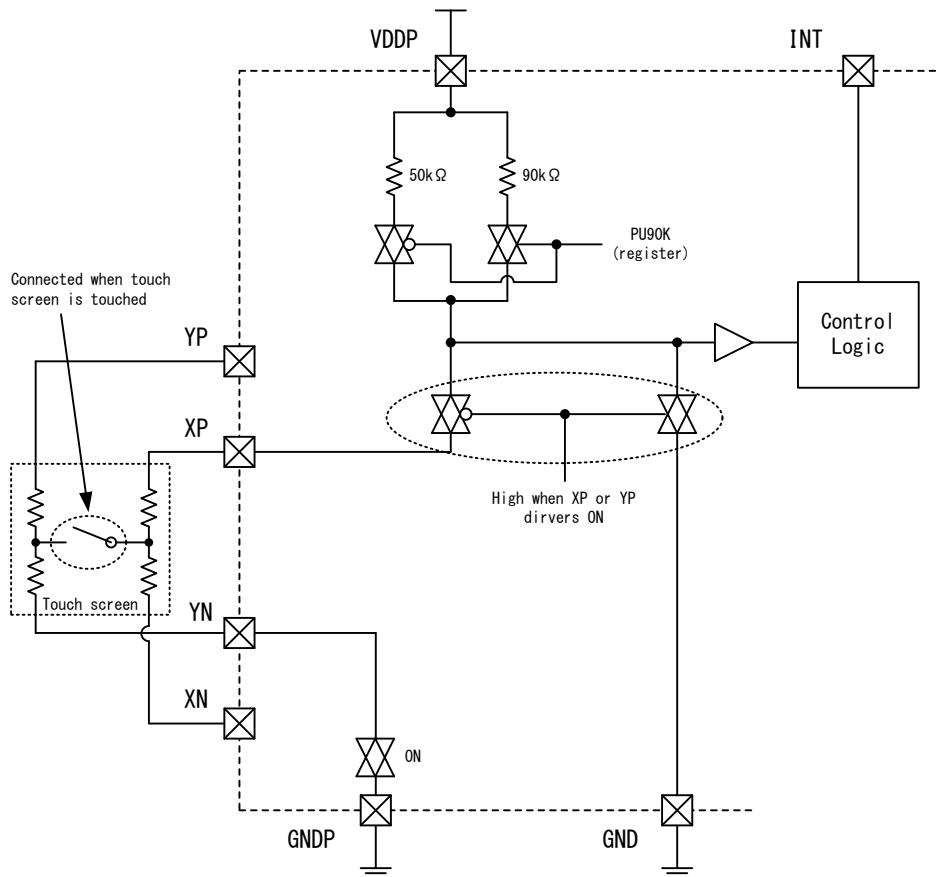 VDDP
INT
50kΩ
90kΩ
PU90K
(register)
Connected when touch
screen is touched
Control
Logic
YP
XP
High when XP or YP
dirvers ON
Touch screen
YN
XN
ON
GNDP
GND